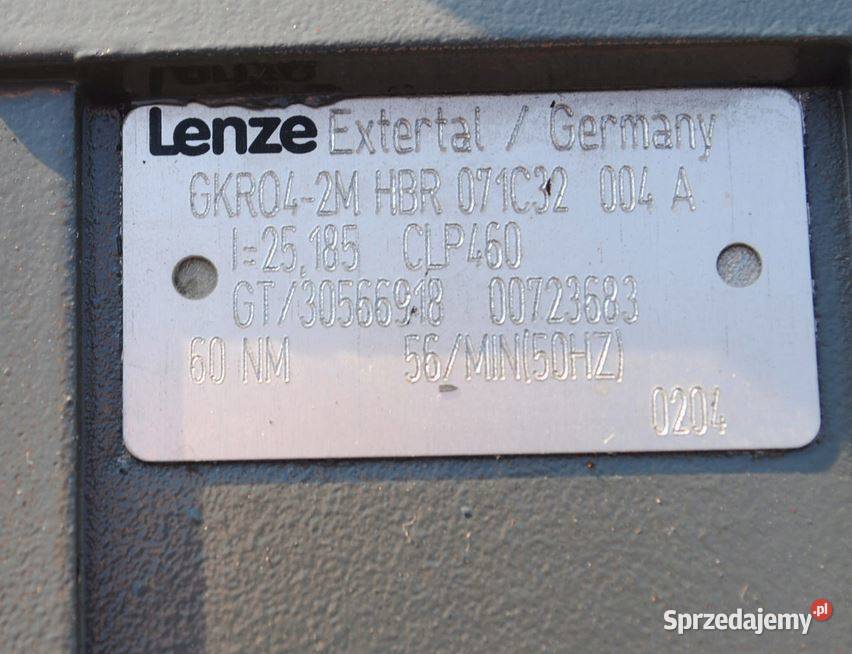 Lenze Extertal / Germany
GKR04-2M HBR 071C32 004 A
I=25,185 CLP460
GT/30566918 00723683
60 NM 56/MIN(50HZ)
0204
Sprzedajemy.pl